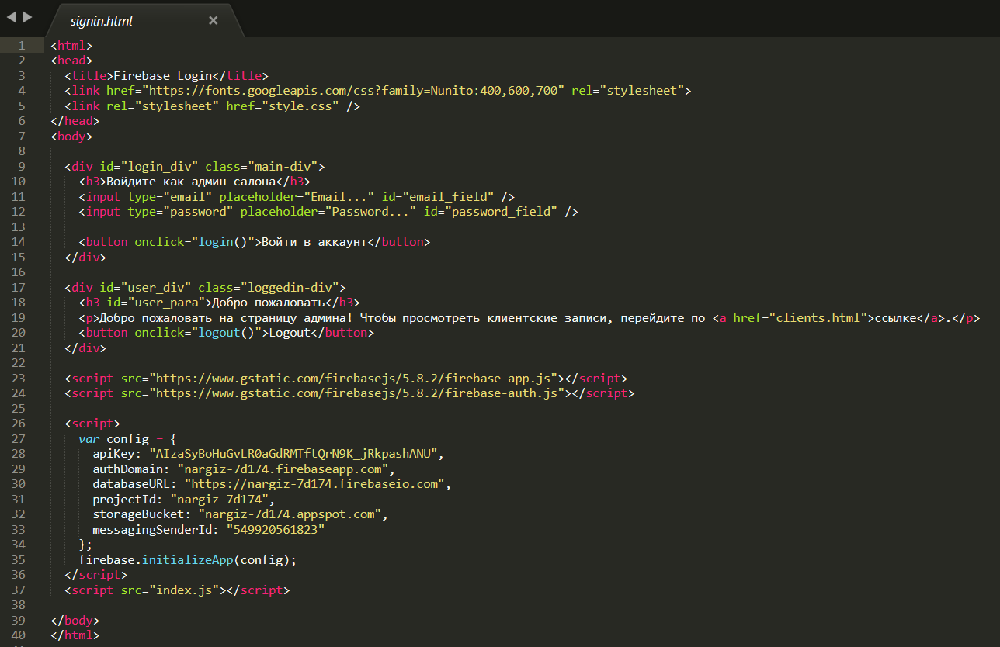 signin.html
1 <html>
2 <head>
3 <title>Firebase Login</title>
4 <link href="https://fonts.googleapis.com/css?family=Nunito:400,600,700" rel="stylesheet">
5 <link rel="stylesheet" href="style.css" />
6 </head>
7 <body>
8
9 <div id="login_div" class="main-div">
10 <h3>Войдите как админ салона</h3>
11 <input type="email" placeholder="Email..." id="email_field" />
12 <input type="password" placeholder="Password..." id="password_field" />
13
14 <button onclick="login()">Войти в аккаунт</button>
15 </div>
16
17 <div id="user_div" class="loggedin-div">
18 <h3 id="user_para">Добро пожаловать</h3>
19 <p>Добро пожаловать на страницу админа! Чтобы просмотреть клиентские записи, перейдите по <a href="clients.html">ссылке</a>.</p>
20 <button onclick="logout()">Logout</button>
21 </div>
22
23 <script src="https://www.gstatic.com/firebasejs/5.8.2/firebase-app.js"></script>
24 <script src="https://www.gstatic.com/firebasejs/5.8.2/firebase-auth.js"></script>
25
26 <script>
27 var config = {
28 apiKey: "AIzaSyBoHuGvLR0aGdRMTftQrN9K_jRkpashANU",
29 authDomain: "nargiz-7d174.firebaseapp.com",
30 databaseURL: "https://nargiz-7d174.firebaseio.com",
31 projectId: "nargiz-7d174",
32 storageBucket: "nargiz-7d174.appspot.com",
33 messagingSenderId: "549920561823"
34 };
35 firebase.initializeApp(config);
36 </script>
37 <script src="index.js"></script>
38
39 </body>
40 </html>